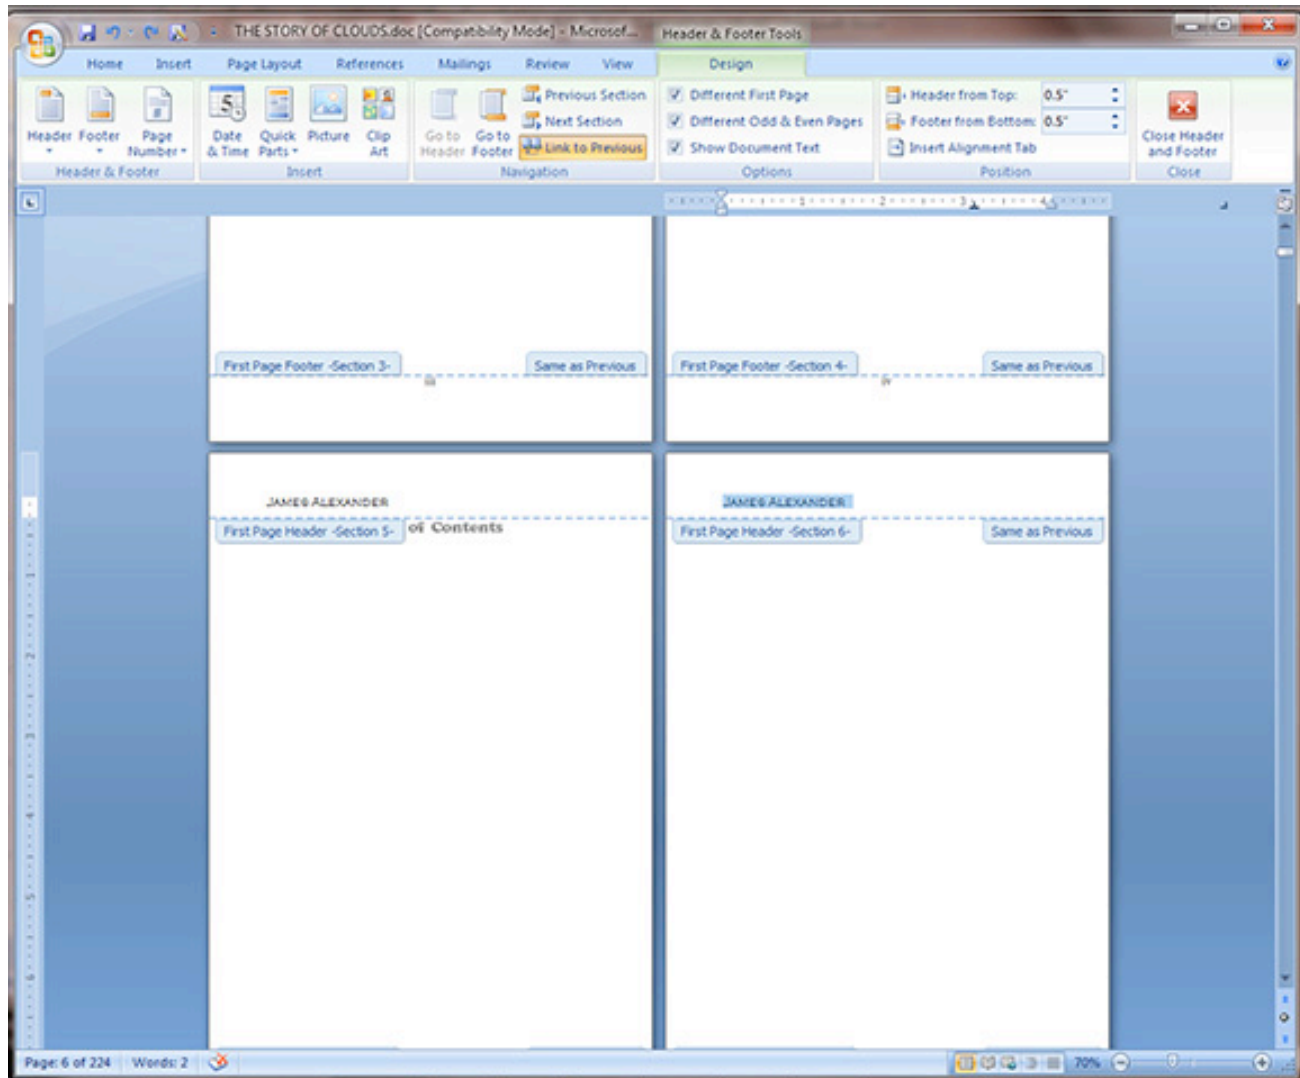 THE STORY OF CLOUDS.doc [Compatibility Mode] - Microsof... Header & Footer Tools
Home Insert Page Layout References Mailings Review View Design
Previous Section Different First Page Header from Top: 0.5"
Next Section Different Odd & Even Pages Footer from Bottom: 0.5"
Header Footer Page Number Date & Time Quick Parts Picture Clip Art Go to Header Go to Footer Link to Previous Show Document Text Insert Alignment Tab Close Header and Footer
Header & Footer Insert Navigation Options Position Close
1 2 3 4
First Page Footer -Section 3- Same as Previous First Page Footer -Section 4- Same as Previous
iii iv
JAMES ALEXANDER JAMES ALEXANDER
First Page Header -Section 5- of Contents First Page Header -Section 6- Same as Previous
Page: 6 of 224 Words: 2 70%